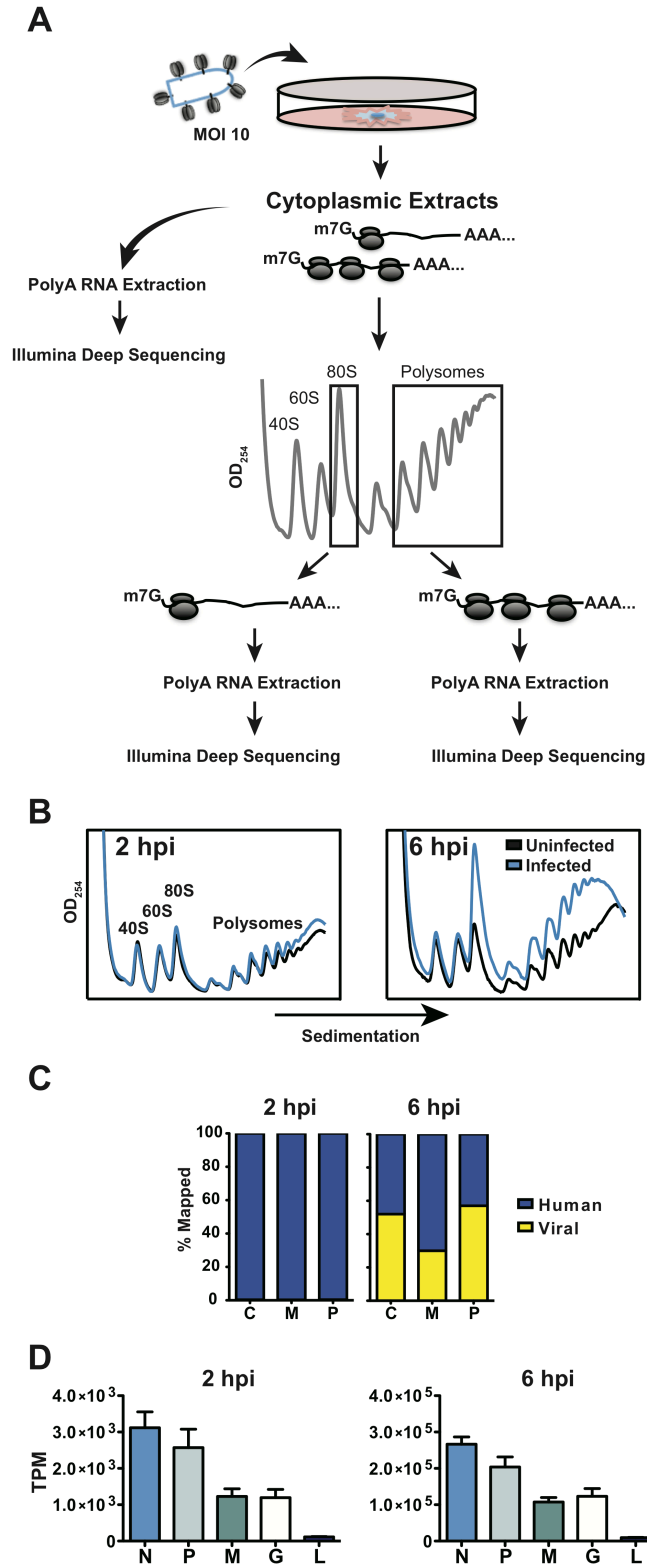 A
MOI 10
Cytoplasmic Extracts
m7G AAA...
m7G AAA...
PolyA RNA Extraction
Illumina Deep Sequencing
80S Polysomes
60S
40S
OD254
m7G AAA... m7G AAA...
PolyA RNA Extraction PolyA RNA Extraction
Illumina Deep Sequencing Illumina Deep Sequencing
B
2 hpi 6 hpi
Uninfected
Infected
OD254
80S
60S
40S
Polysomes
Sedimentation
C
2 hpi 6 hpi
% Mapped
100
80
60
40
20
0
Human
Viral
C M P C M P
D
2 hpi 6 hpi
TPM
4.0×10³ 4.0×10⁵
3.0×10³ 3.0×10⁵
2.0×10³ 2.0×10⁵
1.0×10³ 1.0×10⁵
0 0
N P M G L N P M G L